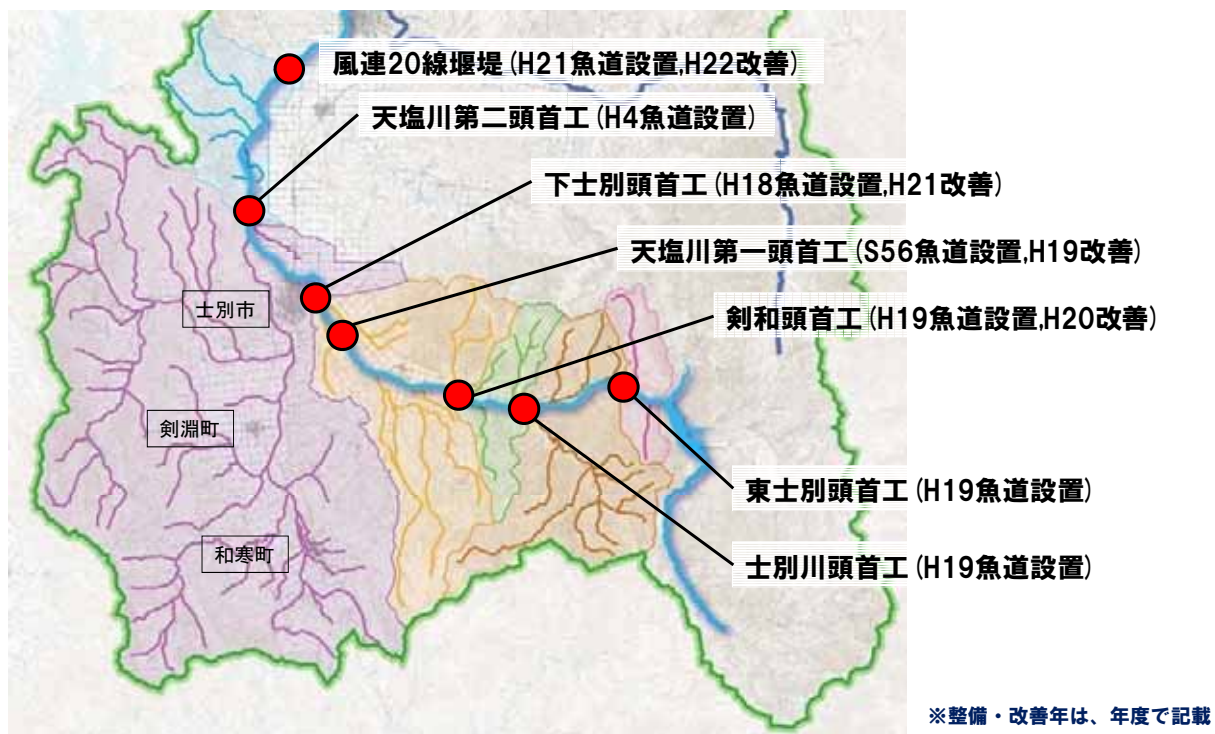 風連20線堰堤(H21魚道設置,H22改善)
天塩川第二頭首工(H4魚道設置)
下士別頭首工(H18魚道設置,H21改善)
天塩川第一頭首工(S56魚道設置,H19改善)
剣和頭首工(H19魚道設置,H20改善)
士別市
剣淵町
東士別頭首工(H19魚道設置)
和寒町
士別川頭首工(H19魚道設置)
※整備・改善年は、年度で記載